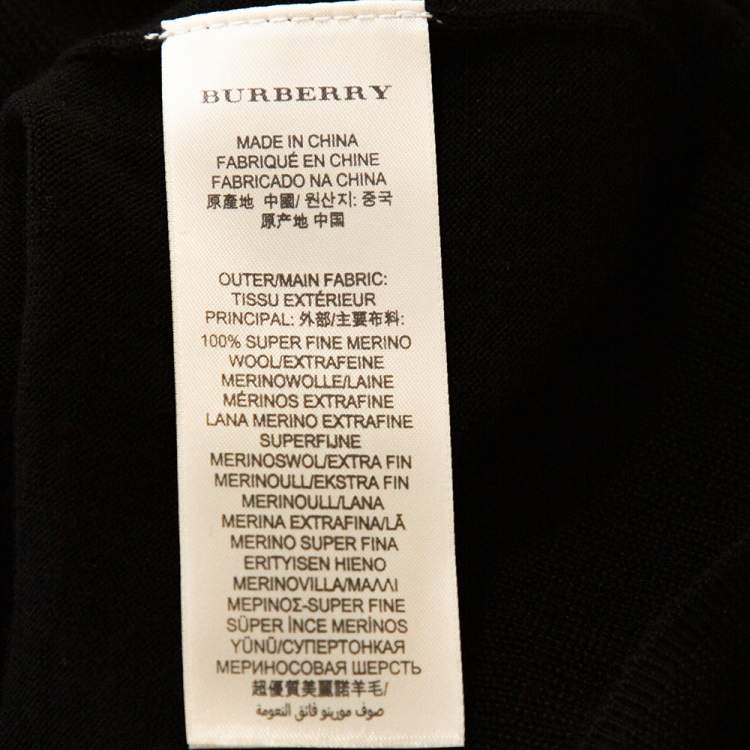 BURBERRY
MADE IN CHINA
FABRIQUÉ EN CHINE
FABRICADO NA CHINA
原產地 中國/ 원산지: 중국
原产地 中国
OUTER/MAIN FABRIC:
TISSU EXTÉRIEUR
PRINCIPAL: 外部/主要布料:
100% SUPER FINE MERINO
WOOL/EXTRAFEINE
MERINOWOLLE/LAINE
MÉRINOS EXTRAFINE
LANA MERINO EXTRAFINE
SUPERFIJNE
MERINOSWOL/EXTRA FIN
MERINOULL/EKSTRA FIN
MERINOULL/LANA
MERINA EXTRAFINA/LÃ
MERINO SUPER FINA
ERITYISEN HIENO
MERINOVILLA/ΜΑΛΛΙ
ΜΕΡΙΝΟΣ-SUPER FINE
SÜPER İNCE MERİNOS
YÜNÜ/СУПЕРТОНКАЯ
МЕРИНОСОВАЯ ШЕРСТЬ
超優質美麗諾羊毛/
صوف مورينو فائق النعومة